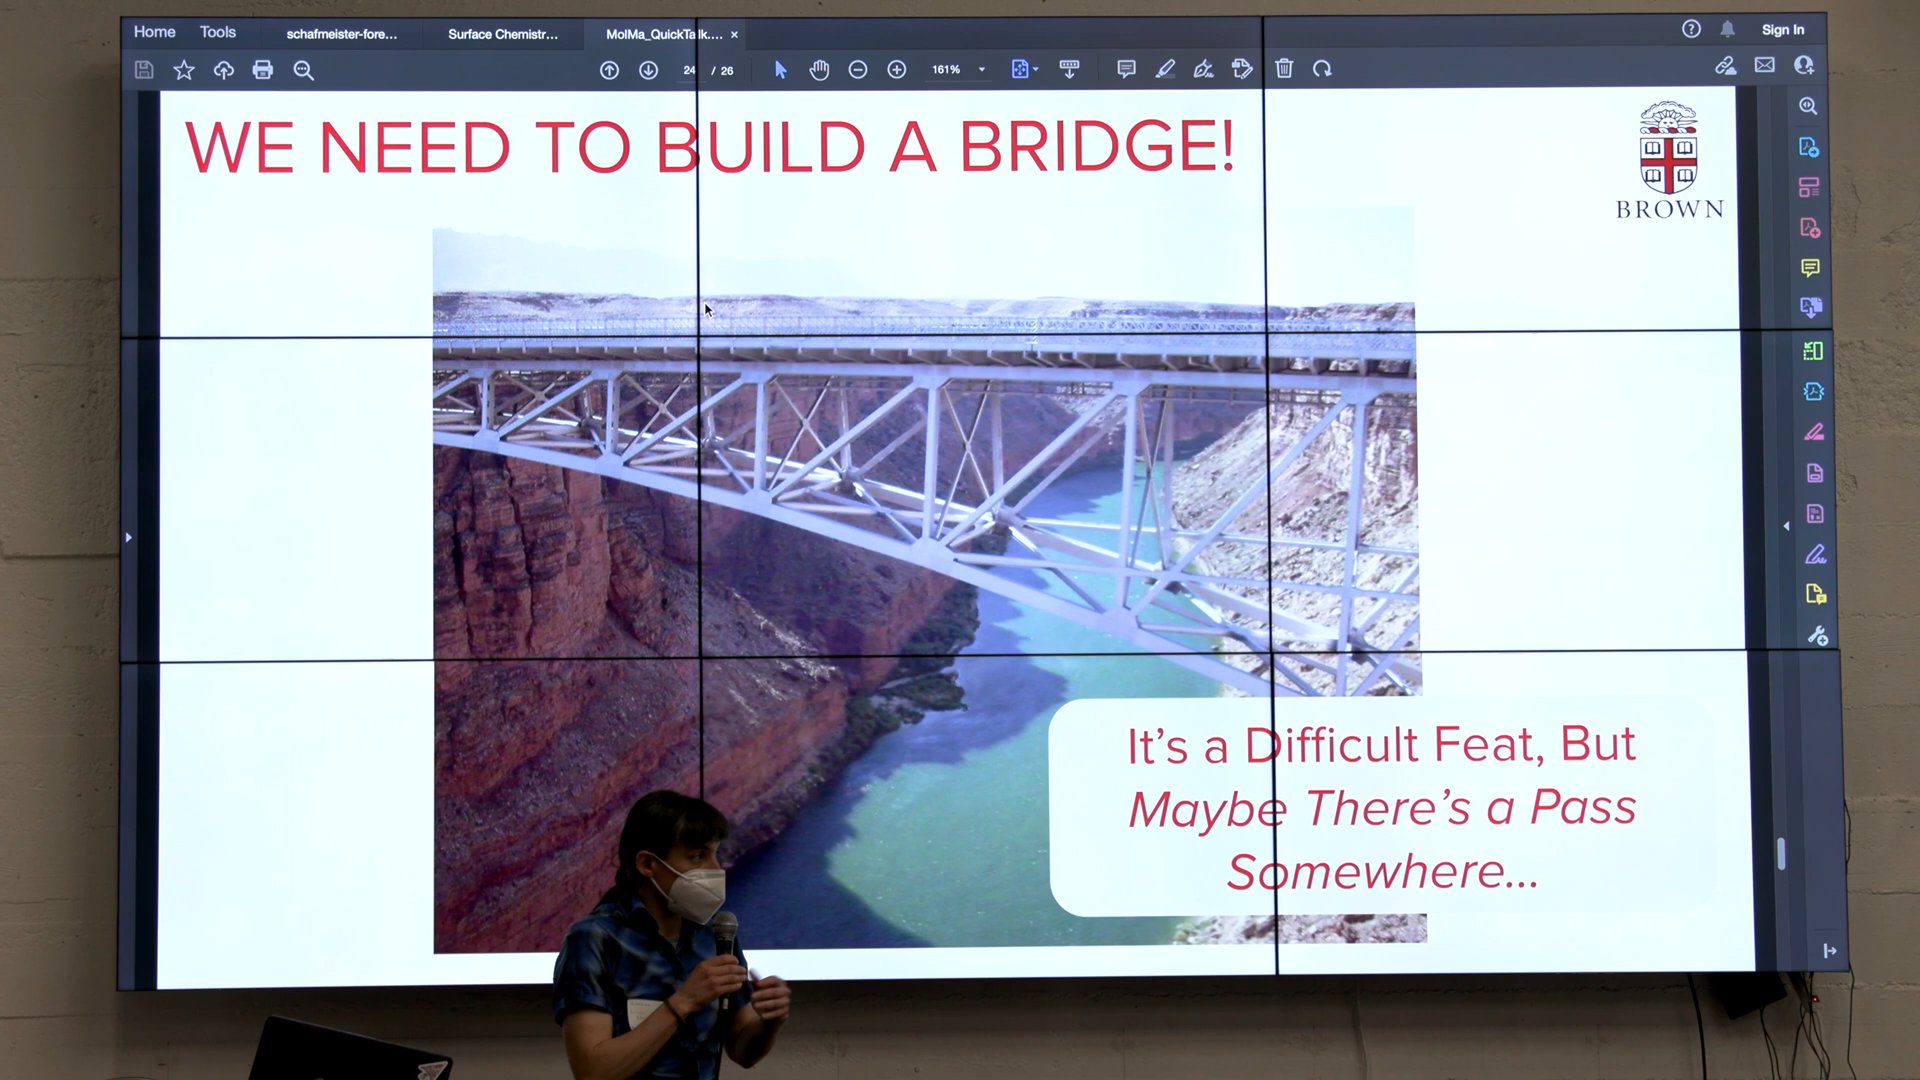 Home Tools schafmeister-fore... Surface Chemistr... MolMa_QuickTalk.... × Sign In
24 / 26 161%
WE NEED TO BUILD A BRIDGE!
BROWN
It's a Difficult Feat, But
Maybe There's a Pass
Somewhere...